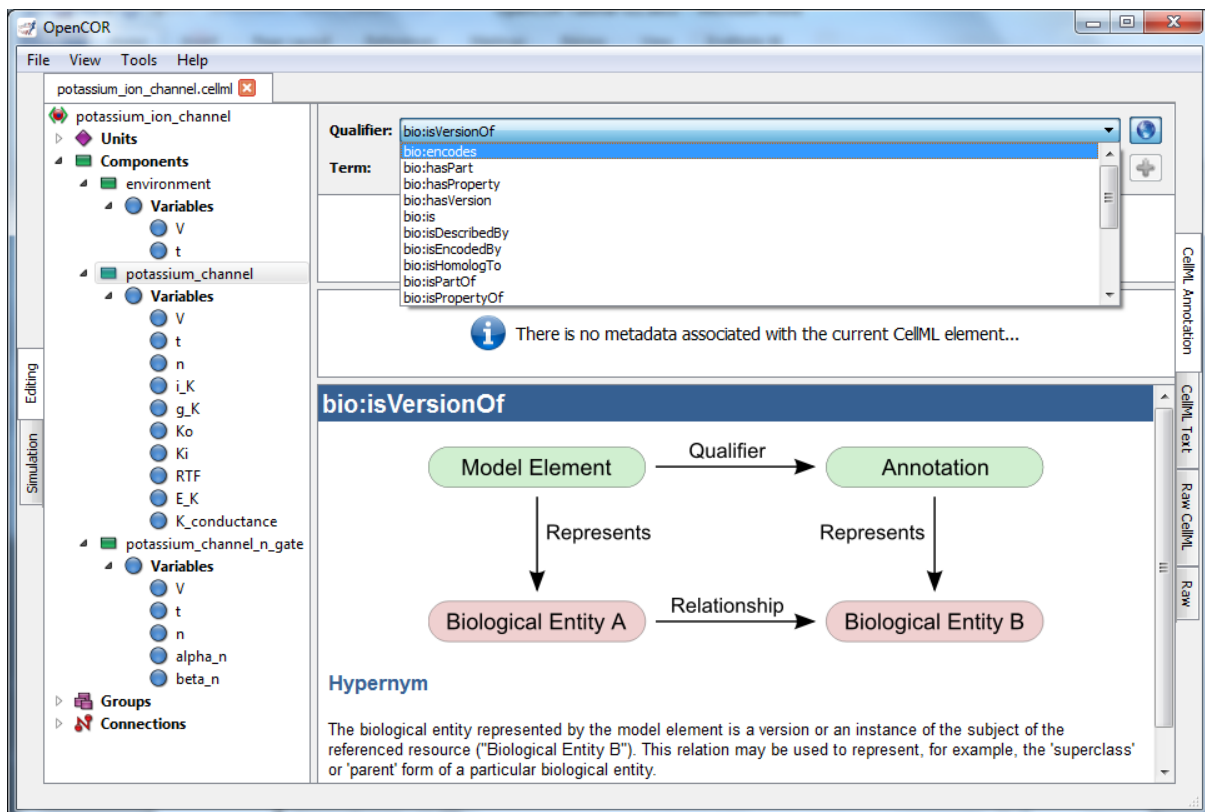 OpenCOR
File View Tools Help
potassium_ion_channel.cellml
potassium_ion_channel
Units
Components
environment
Variables
V
t
potassium_channel
Variables
V
t
n
i_K
g_K
Ko
Ki
RTF
E_K
K_conductance
potassium_channel_n_gate
Variables
V
t
n
alpha_n
beta_n
Groups
Connections
Editing
Simulation
Qualifier: bio:isVersionOf
Term:
bio:encodes
bio:hasPart
bio:hasProperty
bio:hasVersion
bio:is
bio:isDescribedBy
bio:isEncodedBy
bio:isHomologTo
bio:isPartOf
bio:isPropertyOf
There is no metadata associated with the current CellML element...
bio:isVersionOf
Model Element
Qualifier
Annotation
Represents
Represents
Biological Entity A
Relationship
Biological Entity B
Hypernym
The biological entity represented by the model element is a version or an instance of the subject of the
referenced resource ("Biological Entity B"). This relation may be used to represent, for example, the 'superclass'
or 'parent' form of a particular biological entity.
CellML Annotation
CellML Text
Raw CellML
Raw